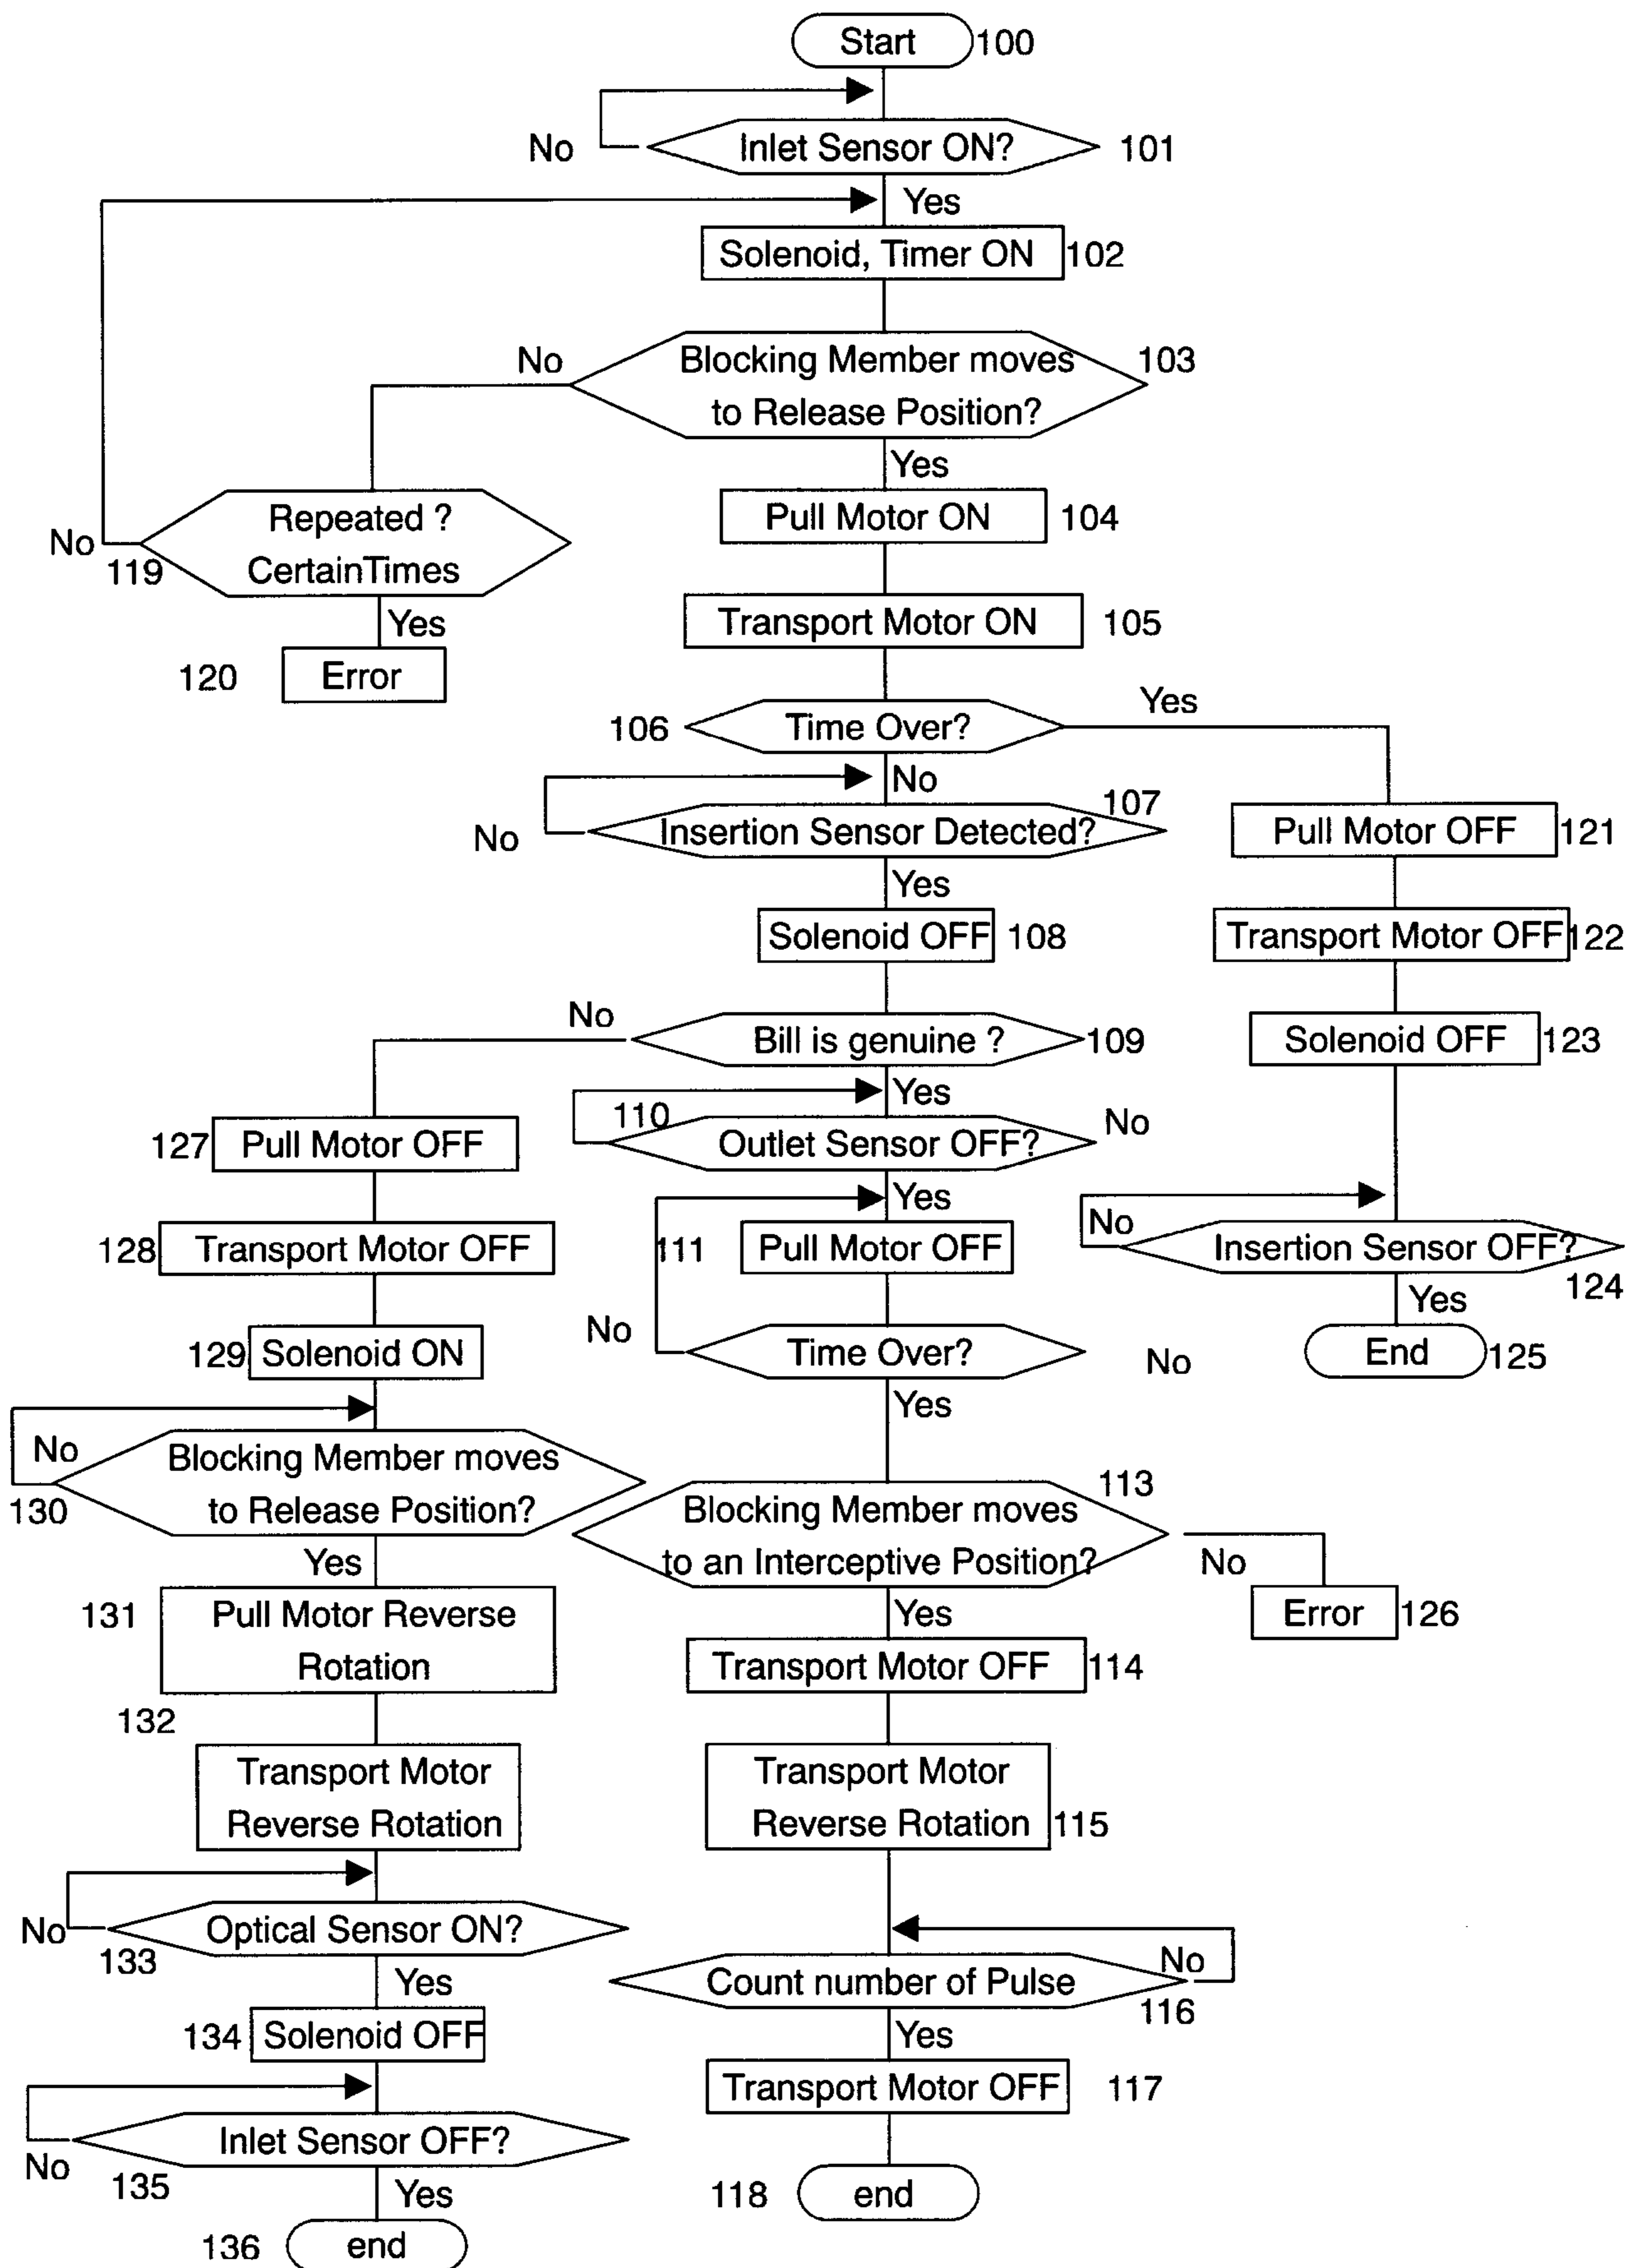 Start 100
No Inlet Sensor ON? 101
Yes
Solenoid, Timer ON 102
No Blocking Member moves 103
to Release Position?
Yes
Repeated ? Pull Motor ON 104
No 119 CertainTimes
Yes Transport Motor ON 105
120 Error
106 Time Over? Yes
No
107
No Insertion Sensor Detected? Pull Motor OFF 121
Yes
Solenoid OFF 108 Transport Motor OFF 122
No Bill is genuine ? 109 Solenoid OFF 123
Yes
110 No
127 Pull Motor OFF Outlet Sensor OFF?
Yes No
128 Transport Motor OFF 111 Pull Motor OFF Insertion Sensor OFF?
124
Yes
No
129 Solenoid ON Time Over? No End 125
Yes
No Blocking Member moves 113
130 to Release Position? Blocking Member moves
to an Interceptive Position?
Yes Yes No
131 Pull Motor Reverse Error 126
Rotation Transport Motor OFF 114
132
Transport Motor Transport Motor
Reverse Rotation Reverse Rotation 115
No Optical Sensor ON?
133 No
Yes Count number of Pulse
116
134 Solenoid OFF Yes
Transport Motor OFF 117
Inlet Sensor OFF?
No 135
Yes 118 end
136 end